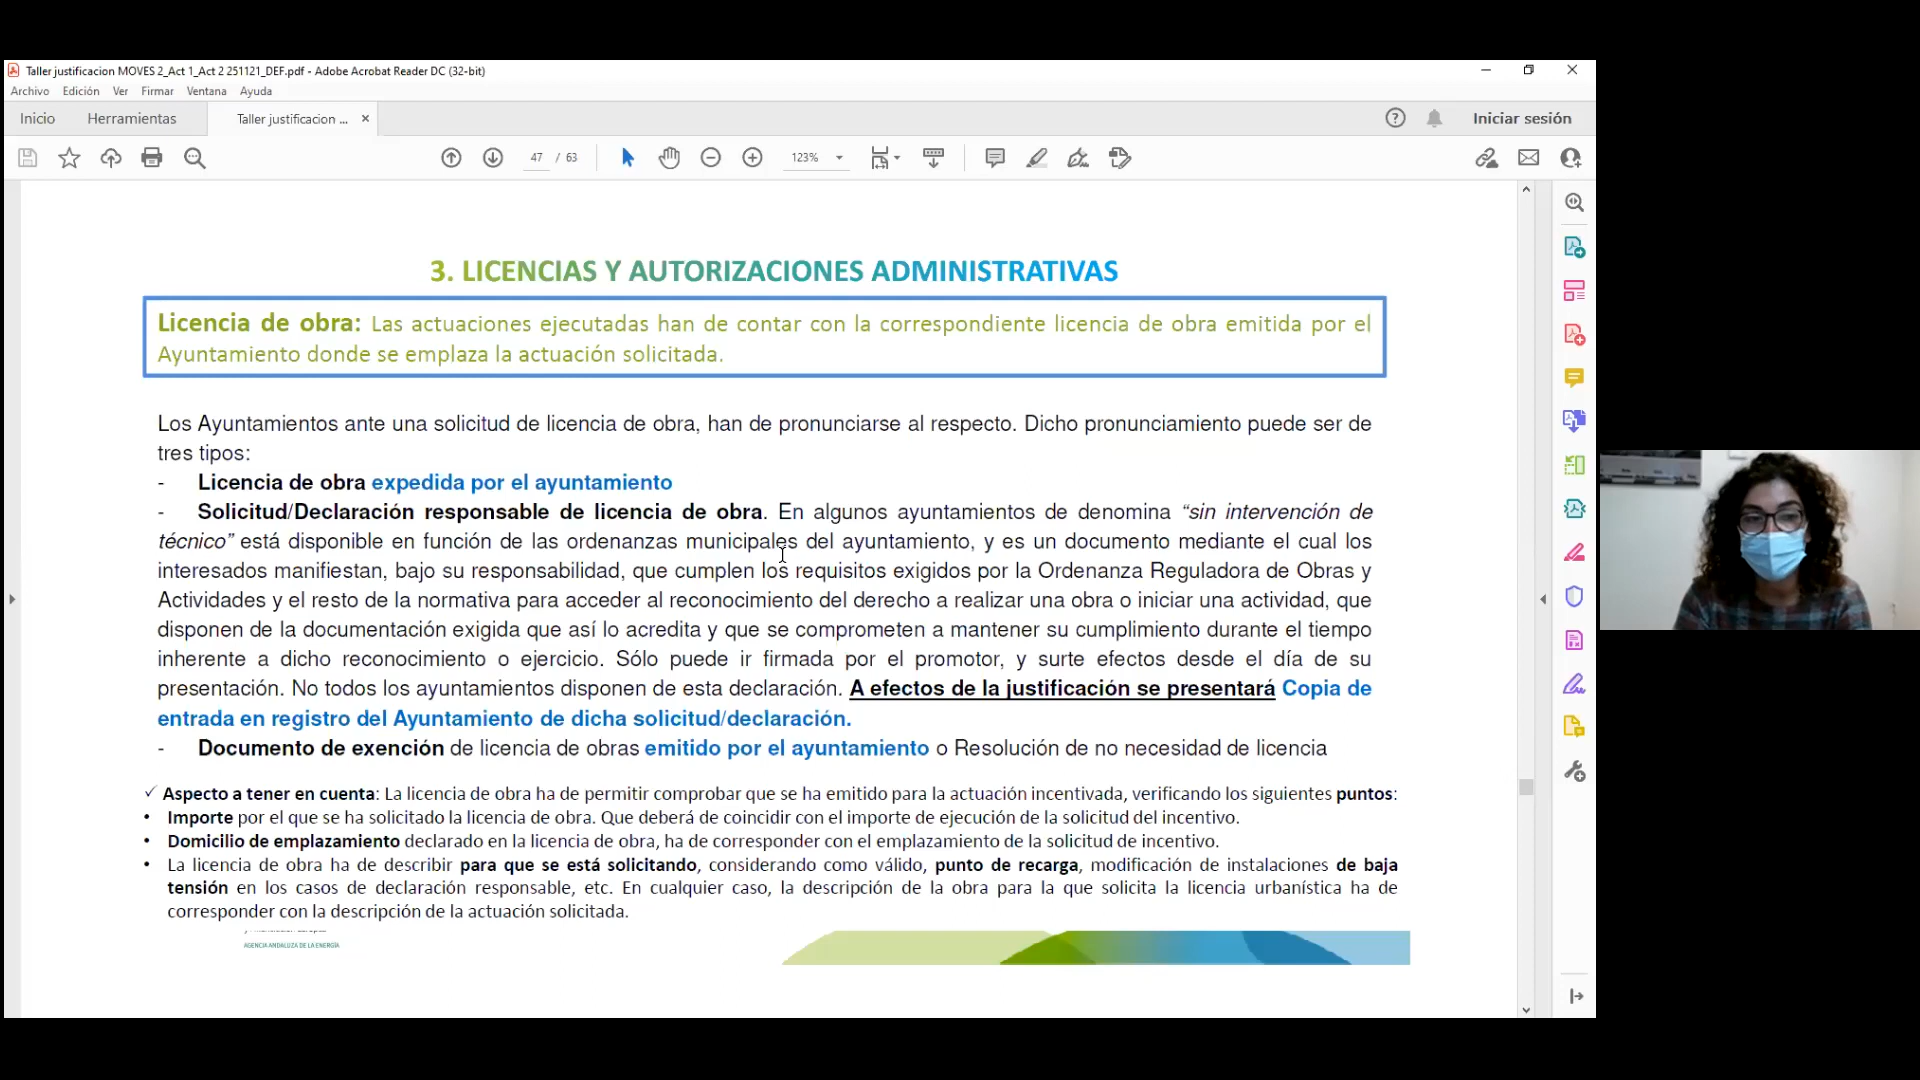 Taller justificacion MOVES 2_Act 1_Act 2 251121_DEF.pdf - Adobe Acrobat Reader DC (32-bit)
Archivo Edición Ver Firmar Ventana Ayuda
Inicio Herramientas Taller justificacion ... × Iniciar sesión
47 / 63 123%
3. LICENCIAS Y AUTORIZACIONES ADMINISTRATIVAS
Licencia de obra: Las actuaciones ejecutadas han de contar con la correspondiente licencia de obra emitida por el
Ayuntamiento donde se emplaza la actuación solicitada.
Los Ayuntamientos ante una solicitud de licencia de obra, han de pronunciarse al respecto. Dicho pronunciamiento puede ser de
tres tipos:
- Licencia de obra expedida por el ayuntamiento
- Solicitud/Declaración responsable de licencia de obra. En algunos ayuntamientos de denomina “sin intervención de
técnico” está disponible en función de las ordenanzas municipales del ayuntamiento, y es un documento mediante el cual los
interesados manifiestan, bajo su responsabilidad, que cumplen los requisitos exigidos por la Ordenanza Reguladora de Obras y
Actividades y el resto de la normativa para acceder al reconocimiento del derecho a realizar una obra o iniciar una actividad, que
disponen de la documentación exigida que así lo acredita y que se comprometen a mantener su cumplimiento durante el tiempo
inherente a dicho reconocimiento o ejercicio. Sólo puede ir firmada por el promotor, y surte efectos desde el día de su
presentación. No todos los ayuntamientos disponen de esta declaración. A efectos de la justificación se presentará Copia de
entrada en registro del Ayuntamiento de dicha solicitud/declaración.
- Documento de exención de licencia de obras emitido por el ayuntamiento o Resolución de no necesidad de licencia
✓ Aspecto a tener en cuenta: La licencia de obra ha de permitir comprobar que se ha emitido para la actuación incentivada, verificando los siguientes puntos:
• Importe por el que se ha solicitado la licencia de obra. Que deberá de coincidir con el importe de ejecución de la solicitud del incentivo.
• Domicilio de emplazamiento declarado en la licencia de obra, ha de corresponder con el emplazamiento de la solicitud de incentivo.
• La licencia de obra ha de describir para que se está solicitando, considerando como válido, punto de recarga, modificación de instalaciones de baja
tensión en los casos de declaración responsable, etc. En cualquier caso, la descripción de la obra para la que solicita la licencia urbanística ha de
corresponder con la descripción de la actuación solicitada.
AGENCIA ANDALUZA DE LA ENERGÍA